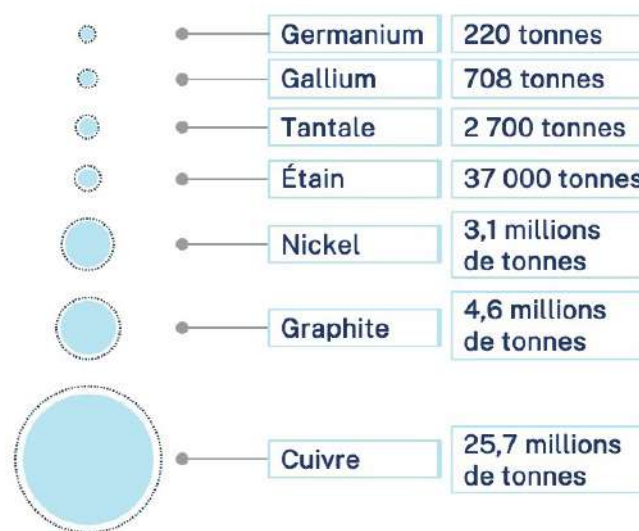 Germanium 220 tonnes
Gallium 708 tonnes
Tantale 2 700 tonnes
Étain 37 000 tonnes
Nickel 3,1 millions
de tonnes
Graphite 4,6 millions
de tonnes
Cuivre 25,7 millions
de tonnes